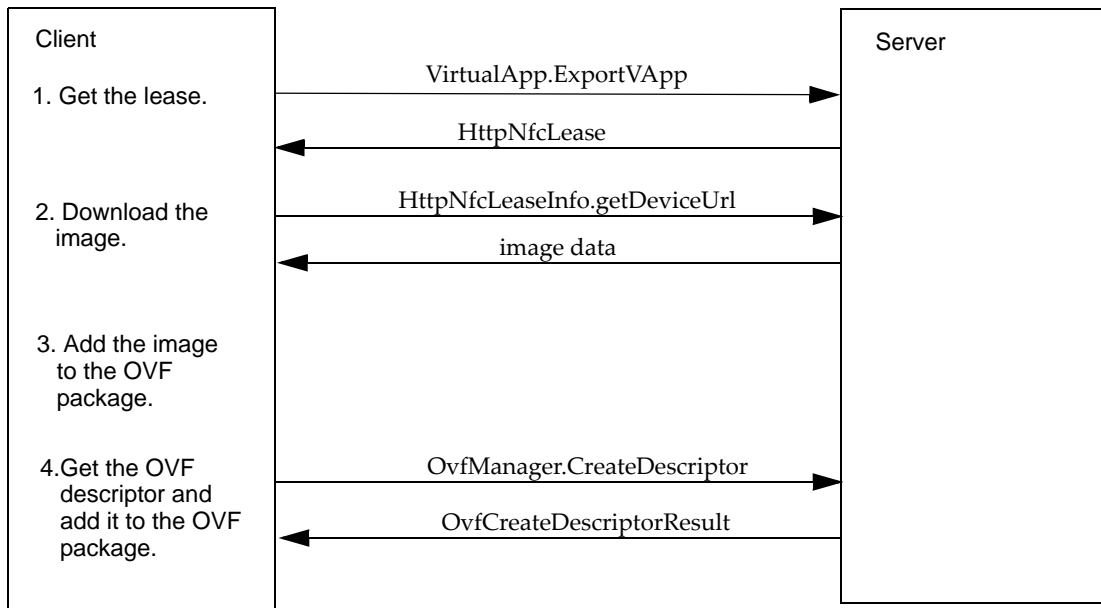 Client
Server
VirtualApp.ExportVApp
1. Get the lease.
HttpNfcLease
HttpNfcLeaseInfo.getDeviceUrl
2. Download the
image.
image data
3. Add the image
to the OVF
package.
OvfManager.CreateDescriptor
4.Get the OVF
descriptor and
add it to the OVF
package.
OvfCreateDescriptorResult